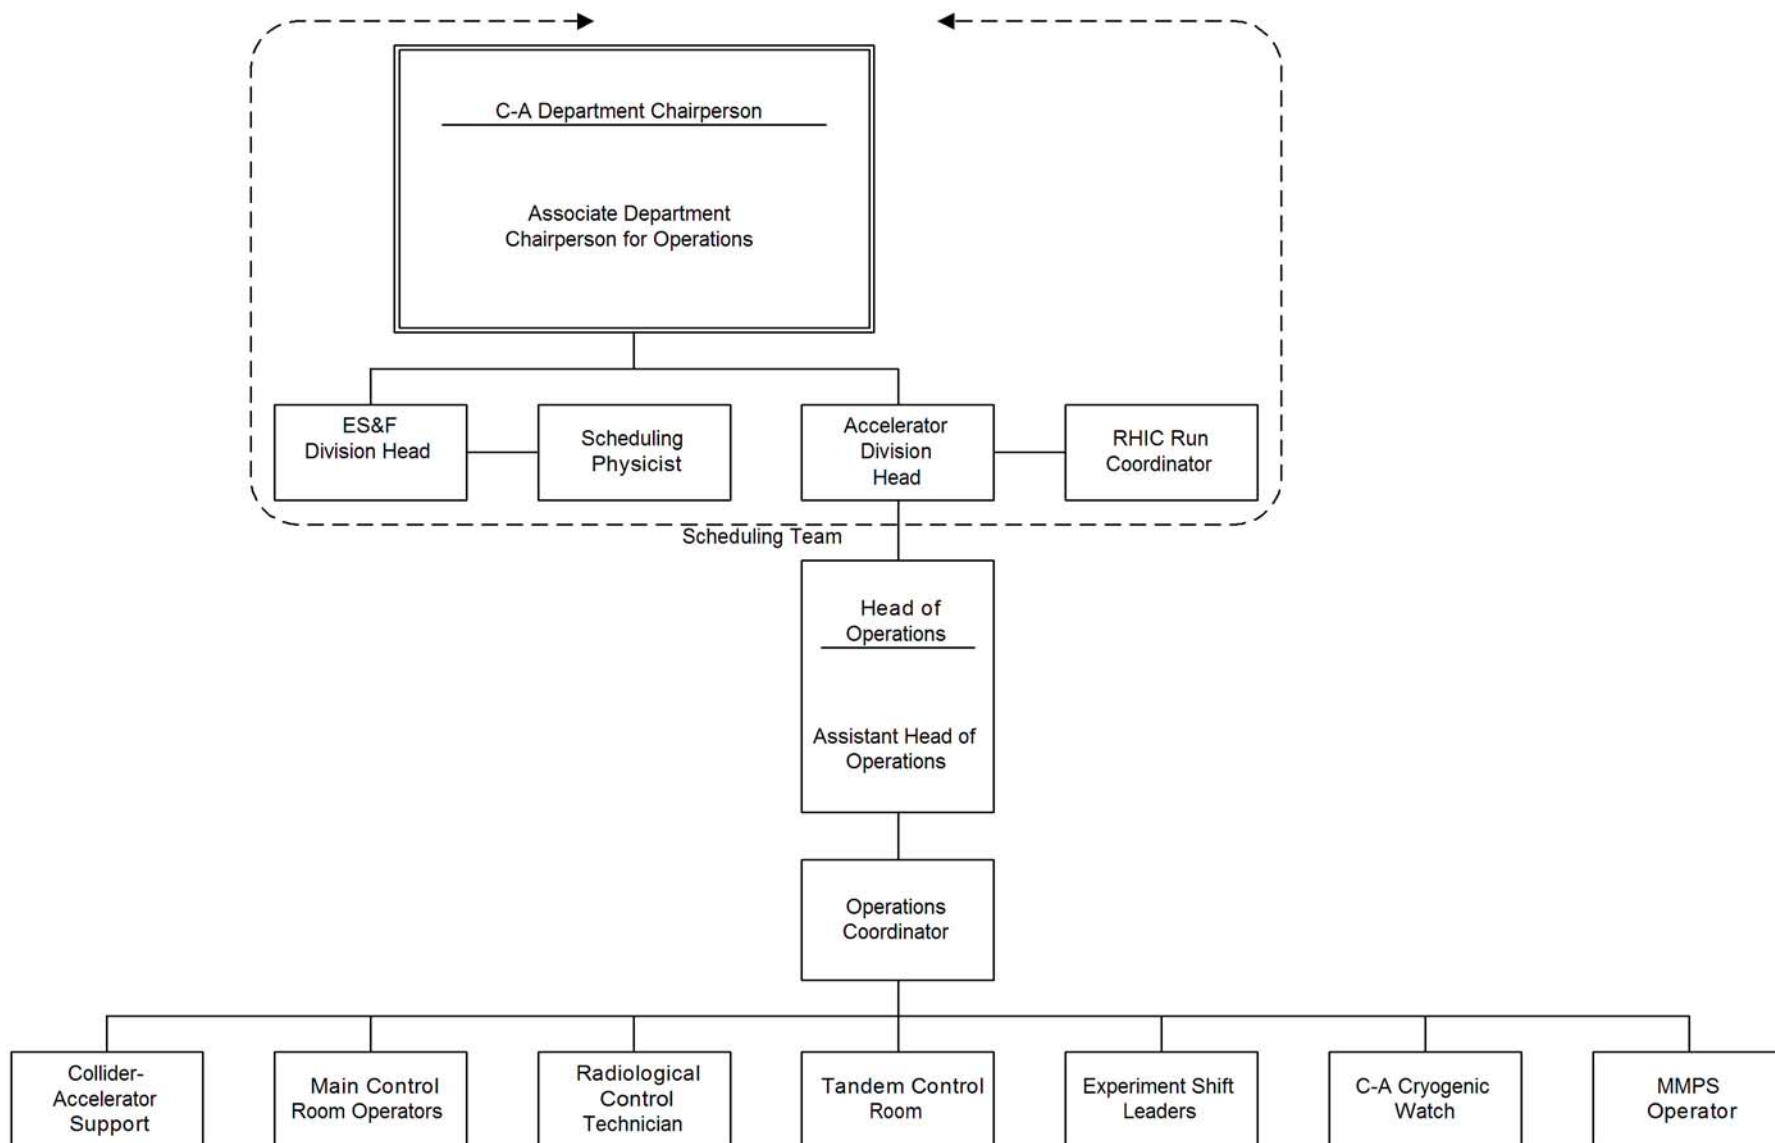 C-A Department Chairperson
Associate Department
Chairperson for Operations
ES&F
Division Head
Scheduling
Physicist
Accelerator
Division
Head
RHIC Run
Coordinator
Scheduling Team
Head of
Operations
Assistant Head of
Operations
Operations
Coordinator
Collider-
Accelerator
Support
Main Control
Room Operators
Radiological
Control
Technician
Tandem Control
Room
Experiment Shift
Leaders
C-A Cryogenic
Watch
MMPS
Operator